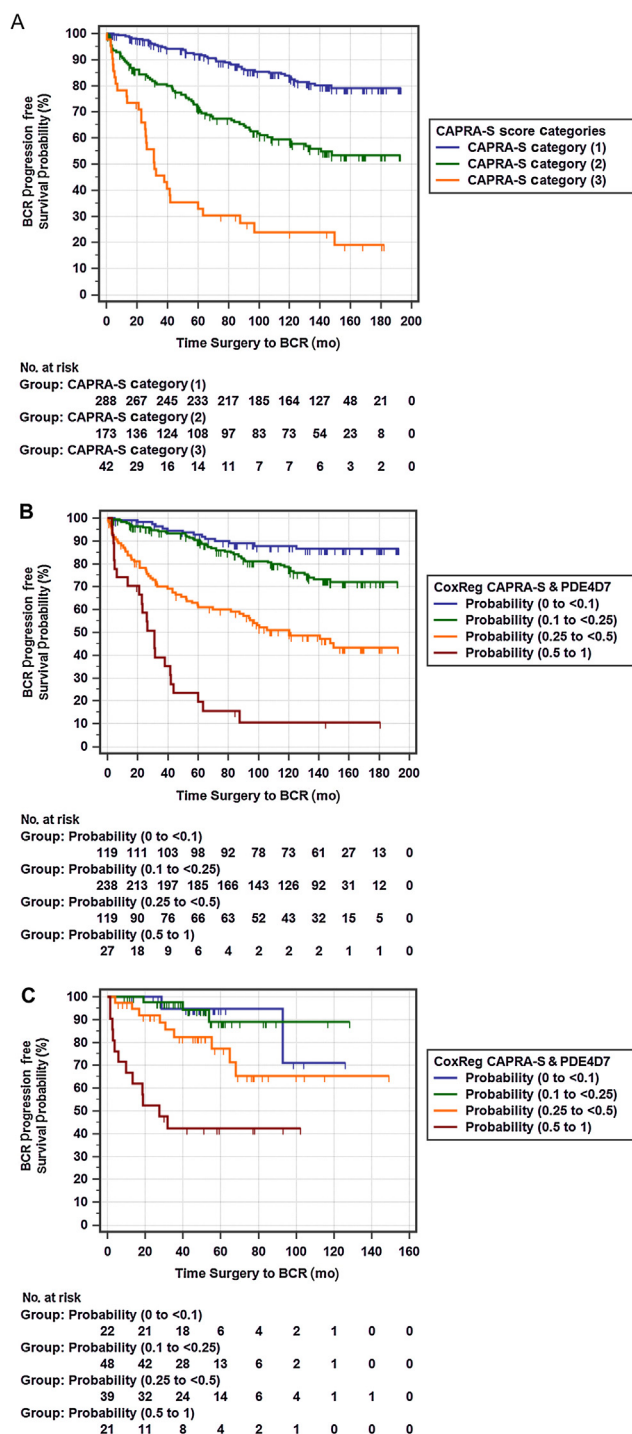 A
BCR progression free
survival probability (%)
100
90
80
70
60
50
40
30
20
10
0
0 20 40 60 80 100 120 140 160 180 200
Time Surgery to BCR (mo)
CAPRA-S score categories
CAPRA-S category (1)
CAPRA-S category (2)
CAPRA-S category (3)
No. at risk
Group: CAPRA-S category (1)
288 267 245 233 217 185 164 127 48 21 0
Group: CAPRA-S category (2)
173 136 124 108 97 83 73 54 23 8 0
Group: CAPRA-S category (3)
42 29 16 14 11 7 7 6 3 2 0
B
BCR progression free
survival probability (%)
100
90
80
70
60
50
40
30
20
10
0
0 20 40 60 80 100 120 140 160 180 200
Time Surgery to BCR (mo)
CoxReg CAPRA-S & PDE4D7
Probability (0 to <0.1)
Probability (0.1 to <0.25)
Probability (0.25 to <0.5)
Probability (0.5 to 1)
No. at risk
Group: Probability (0 to <0.1)
119 111 103 98 92 78 73 61 27 13 0
Group: Probability (0.1 to <0.25)
238 213 197 185 166 143 126 92 31 12 0
Group: Probability (0.25 to <0.5)
119 90 76 66 63 52 43 32 15 5 0
Group: Probability (0.5 to 1)
27 18 9 6 4 2 2 2 1 1 0
C
BCR progression free
survival probability (%)
100
90
80
70
60
50
40
30
20
10
0
0 20 40 60 80 100 120 140 160
Time Surgery to BCR (mo)
CoxReg CAPRA-S & PDE4D7
Probability (0 to <0.1)
Probability (0.1 to <0.25)
Probability (0.25 to <0.5)
Probability (0.5 to 1)
No. at risk
Group: Probability (0 to <0.1)
22 21 18 6 4 2 1 0 0
Group: Probability (0.1 to <0.25)
48 42 28 13 6 2 1 0 0
Group: Probability (0.25 to <0.5)
39 32 24 14 6 4 1 1 0
Group: Probability (0.5 to 1)
21 11 8 4 2 1 0 0 0